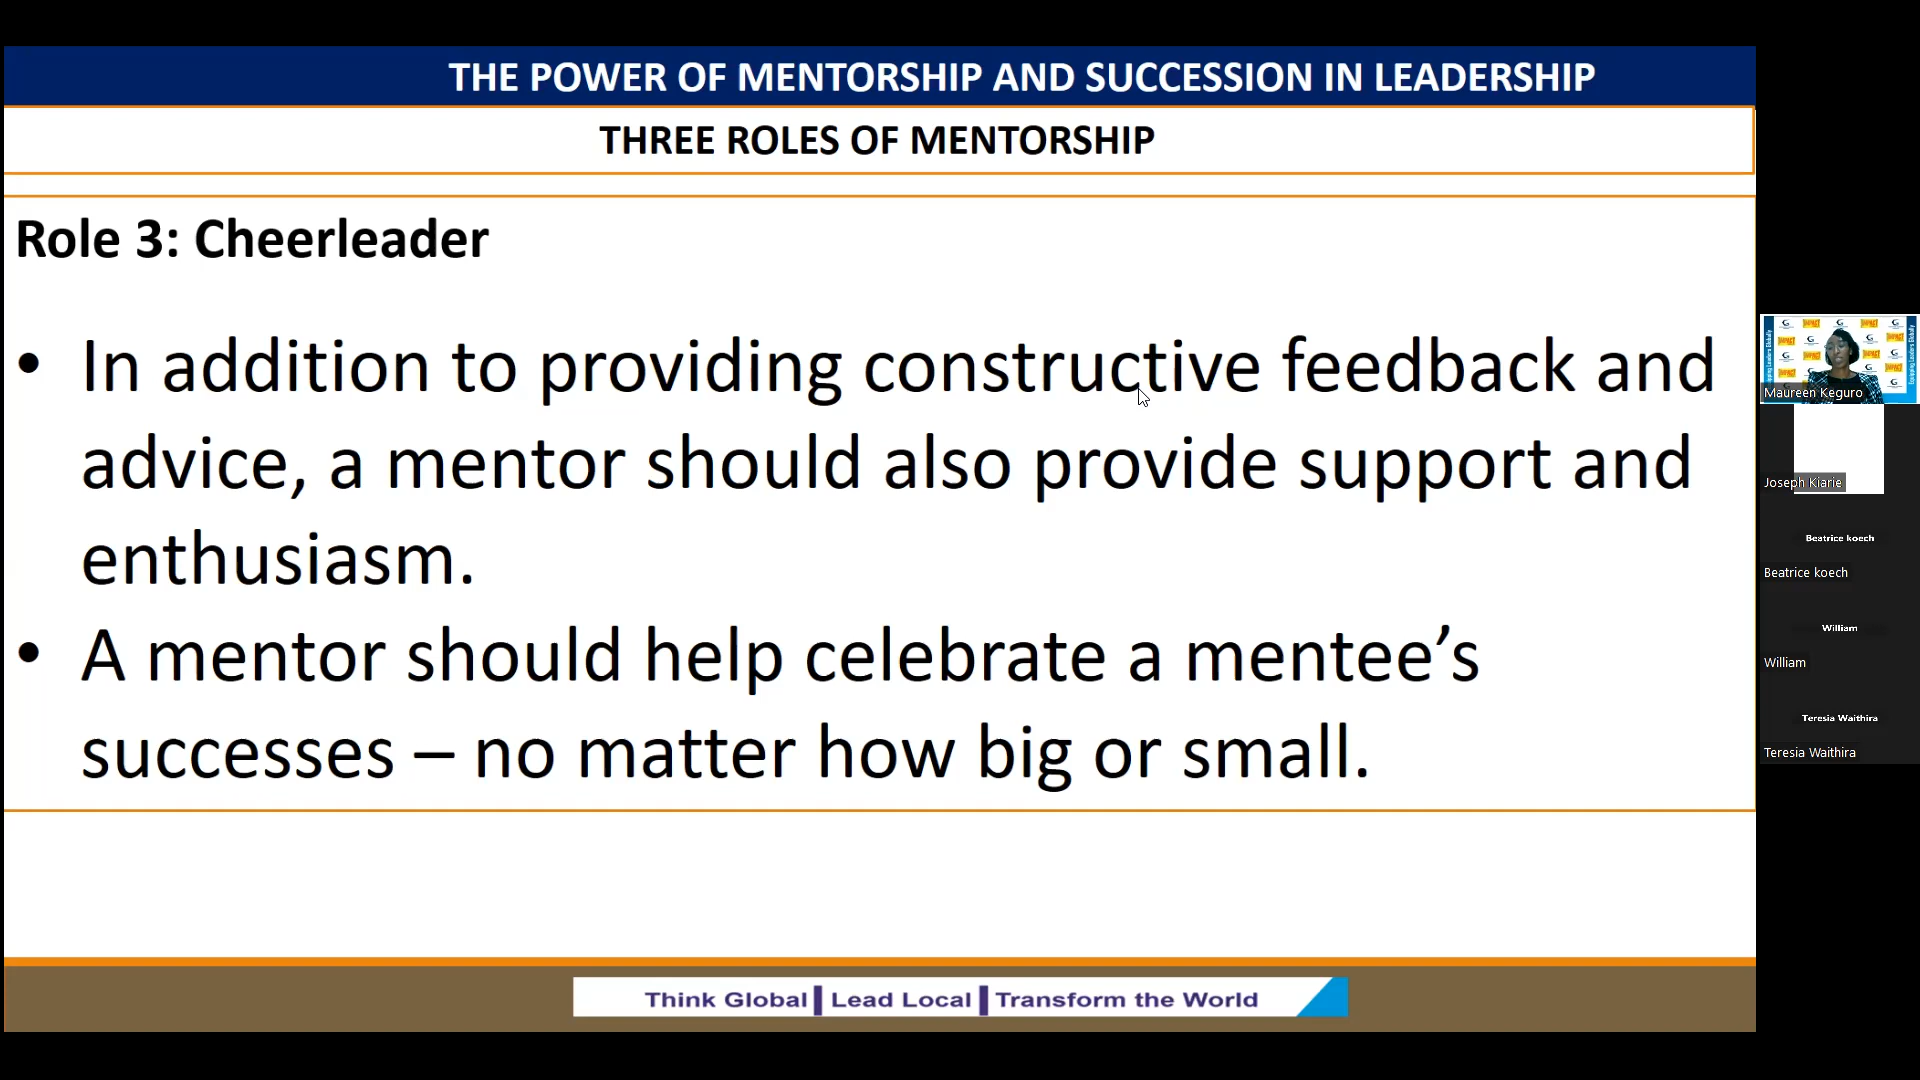 THE POWER OF MENTORSHIP AND SUCCESSION IN LEADERSHIP
THREE ROLES OF MENTORSHIP
Role 3: Cheerleader
• In addition to providing constructive feedback and
advice, a mentor should also provide support and
enthusiasm.
• A mentor should help celebrate a mentee’s
successes – no matter how big or small.
Think Global | Lead Local | Transform the World
Maureen Keguro
Joseph Kiarie
Beatrice koech
Beatrice koech
William
William
Teresia Waithira
Teresia Waithira